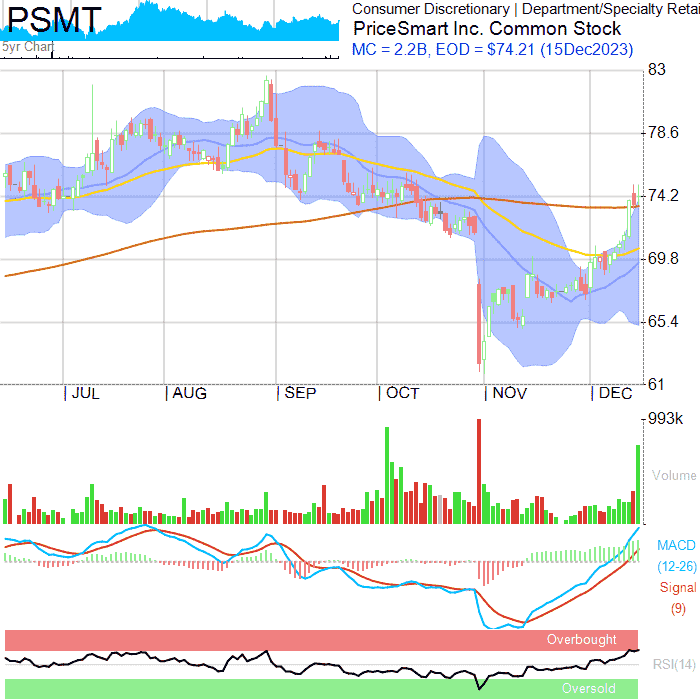 PSMT
5yr Chart
Consumer Discretionary | Department/Specialty Retai
PriceSmart Inc. Common Stock
MC = 2.2B, EOD = $74.21 (15Dec2023)
83
78.6
74.2
69.8
65.4
61
JUL AUG SEP OCT NOV DEC
993k
Volume
MACD
(12-26)
Signal
(9)
Overbought
RSI(14)
Oversold